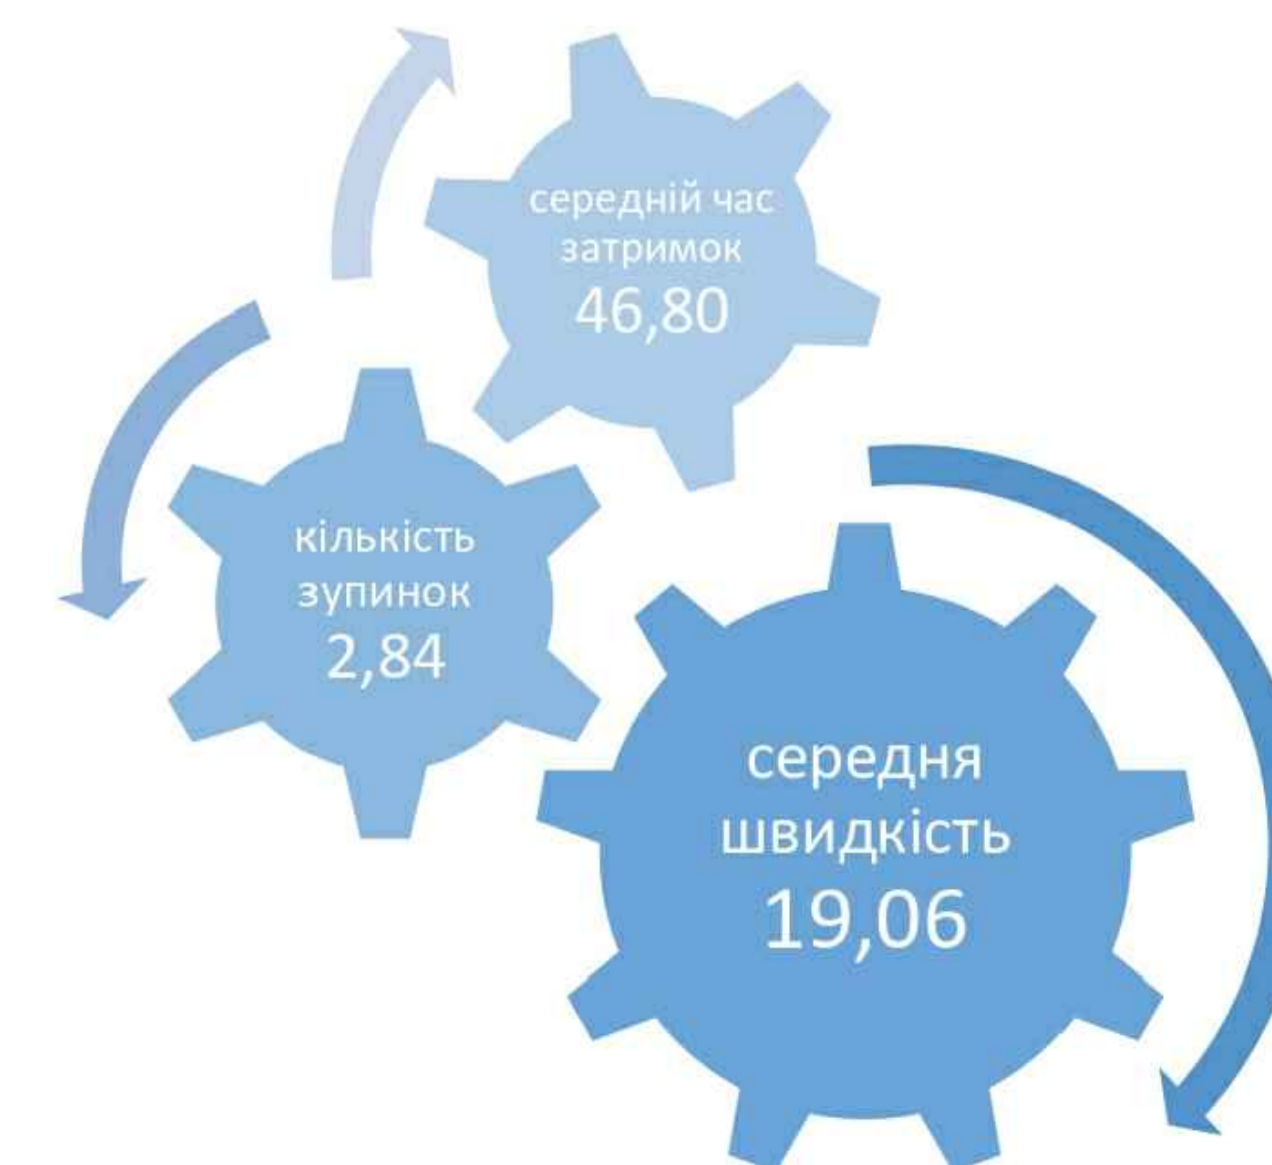 середній час
затримок
46,80
кількість
зупинок
2,84
середня
швидкість
19,06